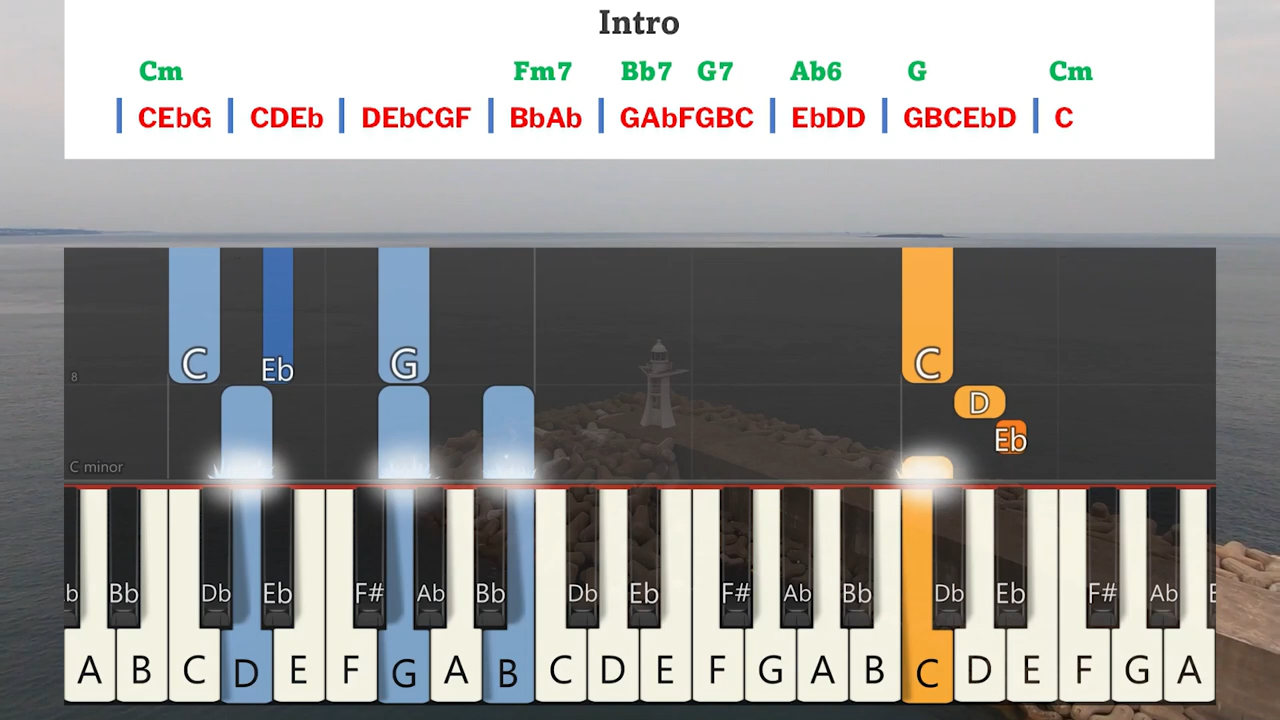 Intro
Cm Fm7 Bb7 G7 Ab6 G Cm
| CEbG | CDEb | DEbCGF | BbAb | GAbFGBC | EbDD | GBCEbD | C
C Eb G C
8
D
Eb
C minor
b Bb Db Eb F# Ab Bb Db Eb F# Ab Bb Db Eb F# Ab E
A B C D E F G A B C D E F G A B C D E F G A